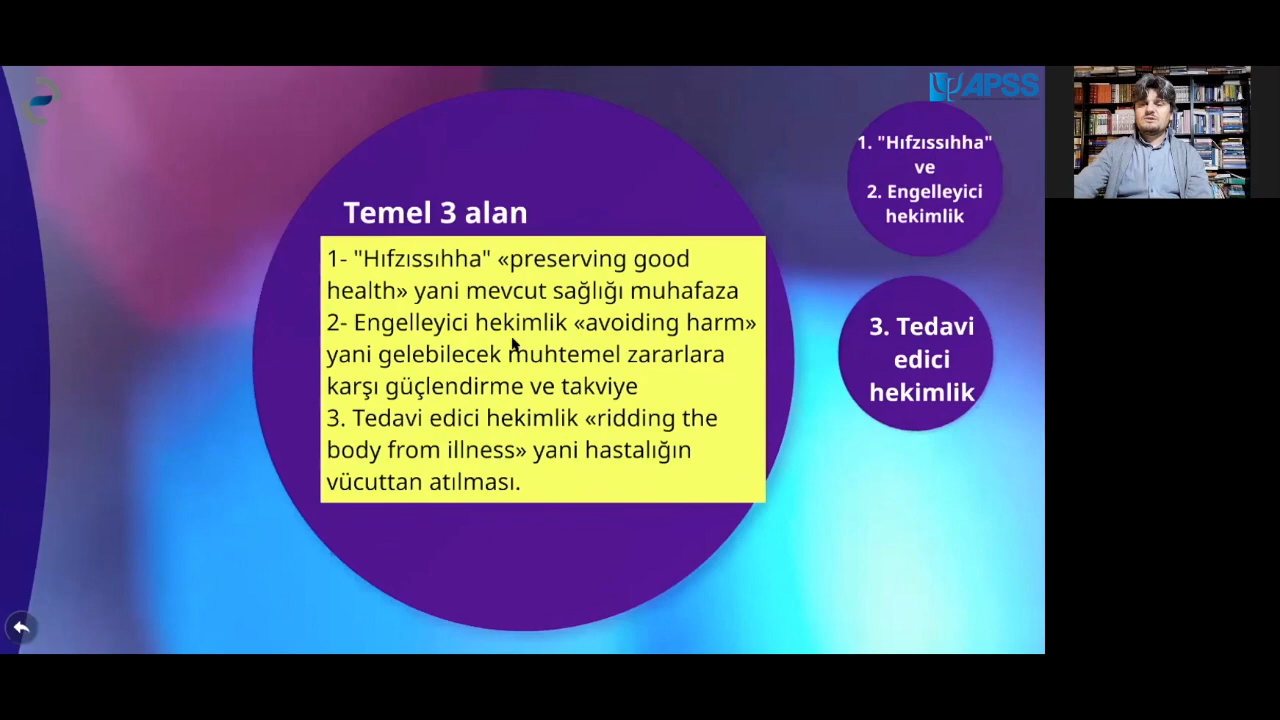 APSS
Temel 3 alan
1- "Hıfzıssıhha" «preserving good
health» yani mevcut sağlığı muhafaza
2- Engelleyici hekimlik «avoiding harm»
yani gelebilecek muhtemel zararlara
karşı güçlendirme ve takviye
3. Tedavi edici hekimlik «ridding the
body from illness» yani hastalığın
vücuttan atılması.
1. "Hıfzıssıhha"
ve
2. Engelleyici
hekimlik
3. Tedavi
edici
hekimlik